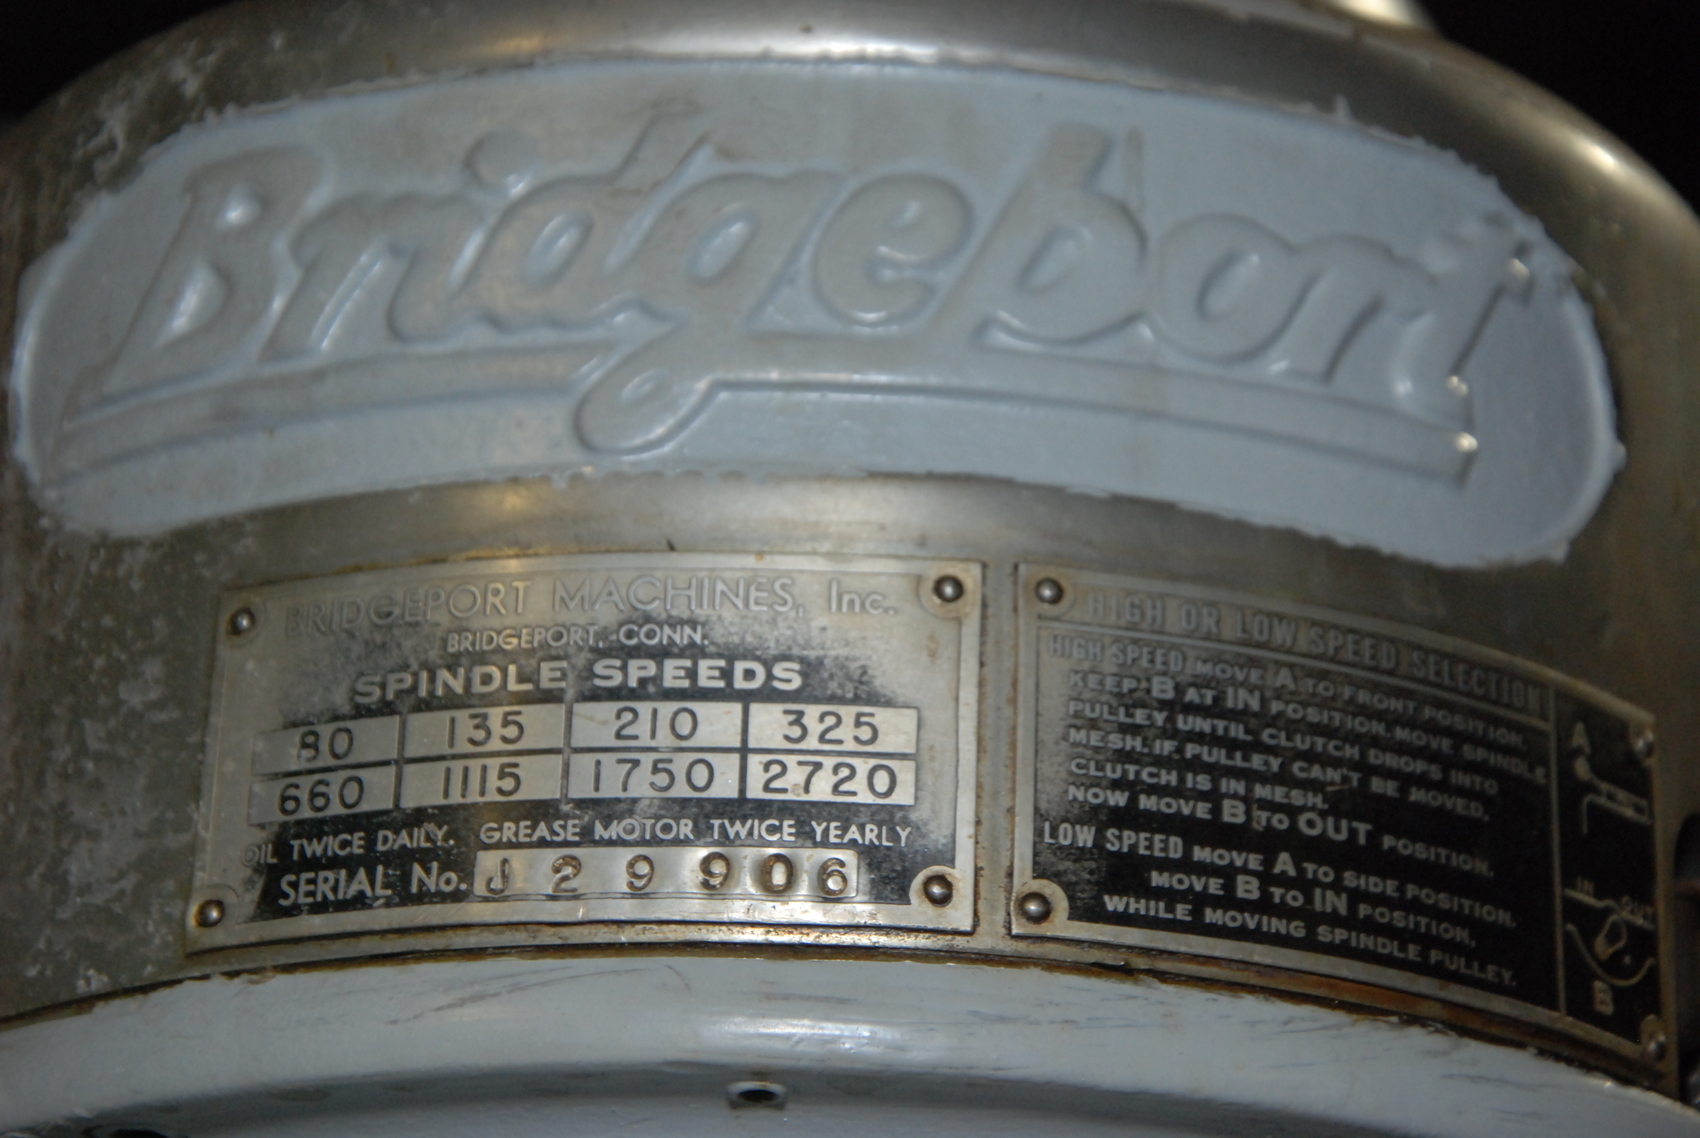 Bridgeport
BRIDGEPORT MACHINES, Inc.
BRIDGEPORT, CONN.
SPINDLE SPEEDS
80 135 210 325
660 1115 1750 2720
OIL TWICE DAILY. GREASE MOTOR TWICE YEARLY
SERIAL No. J 2 9 9 0 6
HIGH OR LOW SPEED SELECTION
HIGH SPEED MOVE A TO FRONT POSITION.
KEEP B AT IN POSITION. MOVE SPINDLE
PULLEY UNTIL CLUTCH DROPS INTO
MESH. IF PULLEY CAN'T BE MOVED,
CLUTCH IS IN MESH.
NOW MOVE B TO OUT POSITION.
LOW SPEED MOVE A TO SIDE POSITION.
MOVE B TO IN POSITION,
WHILE MOVING SPINDLE PULLEY.
A
IN OUT
B